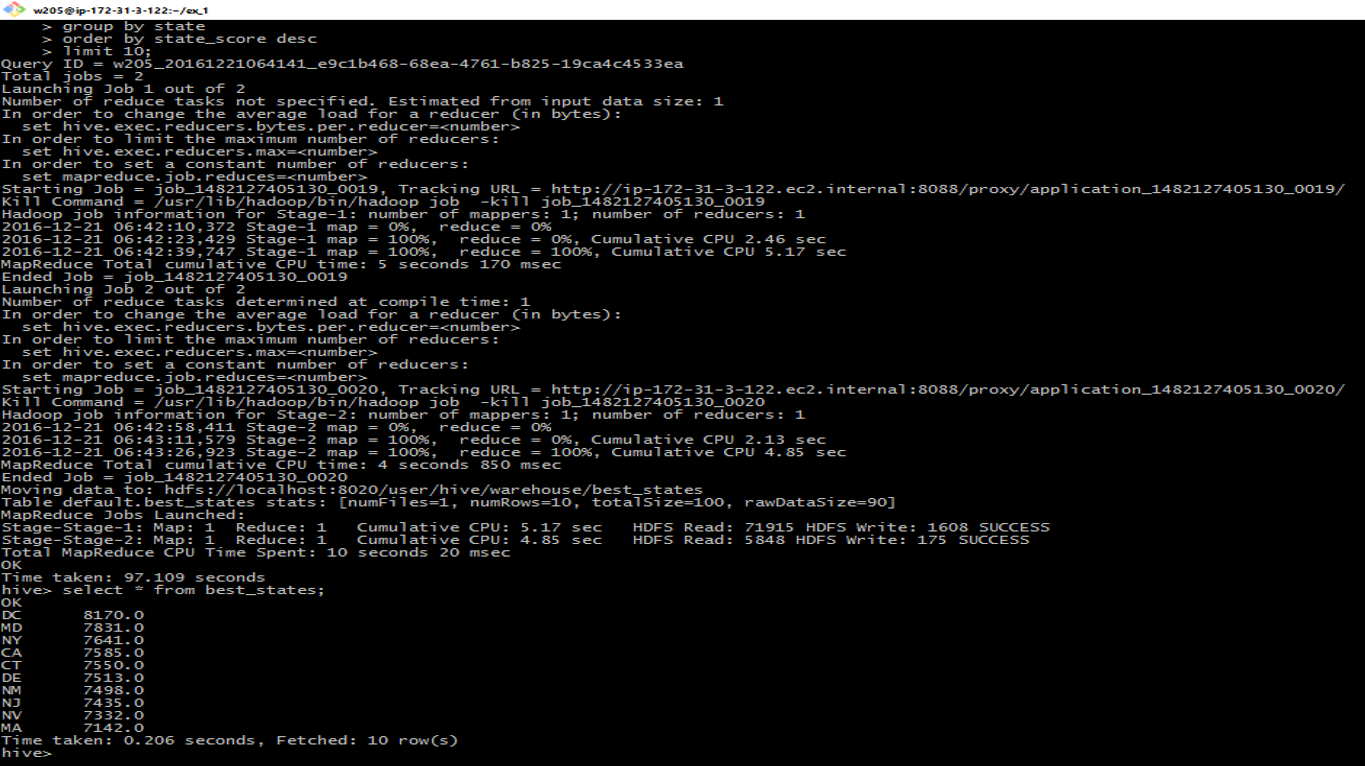 w205@ip-172-31-3-122:~/ex_1
    > group by state
    > order by state_score desc
    > limit 10;
Query ID = w205_20161221064141_e9c1b468-68ea-4761-b825-19ca4c4533ea
Total jobs = 2
Launching Job 1 out of 2
Number of reduce tasks not specified. Estimated from input data size: 1
In order to change the average load for a reducer (in bytes):
  set hive.exec.reducers.bytes.per.reducer=<number>
In order to limit the maximum number of reducers:
  set hive.exec.reducers.max=<number>
In order to set a constant number of reducers:
  set mapreduce.job.reduces=<number>
Starting Job = job_1482127405130_0019, Tracking URL = http://ip-172-31-3-122.ec2.internal:8088/proxy/application_1482127405130_0019/
Kill Command = /usr/lib/hadoop/bin/hadoop job  -kill job_1482127405130_0019
Hadoop job information for Stage-1: number of mappers: 1; number of reducers: 1
2016-12-21 06:42:10,372 Stage-1 map = 0%,  reduce = 0%
2016-12-21 06:42:23,429 Stage-1 map = 100%,  reduce = 0%, Cumulative CPU 2.46 sec
2016-12-21 06:42:39,747 Stage-1 map = 100%,  reduce = 100%, Cumulative CPU 5.17 sec
MapReduce Total cumulative CPU time: 5 seconds 170 msec
Ended Job = job_1482127405130_0019
Launching Job 2 out of 2
Number of reduce tasks determined at compile time: 1
In order to change the average load for a reducer (in bytes):
  set hive.exec.reducers.bytes.per.reducer=<number>
In order to limit the maximum number of reducers:
  set hive.exec.reducers.max=<number>
In order to set a constant number of reducers:
  set mapreduce.job.reduces=<number>
Starting Job = job_1482127405130_0020, Tracking URL = http://ip-172-31-3-122.ec2.internal:8088/proxy/application_1482127405130_0020/
Kill Command = /usr/lib/hadoop/bin/hadoop job  -kill job_1482127405130_0020
Hadoop job information for Stage-2: number of mappers: 1; number of reducers: 1
2016-12-21 06:42:58,411 Stage-2 map = 0%,  reduce = 0%
2016-12-21 06:43:11,579 Stage-2 map = 100%,  reduce = 0%, Cumulative CPU 2.13 sec
2016-12-21 06:43:26,923 Stage-2 map = 100%,  reduce = 100%, Cumulative CPU 4.85 sec
MapReduce Total cumulative CPU time: 4 seconds 850 msec
Ended Job = job_1482127405130_0020
Moving data to: hdfs://localhost:8020/user/hive/warehouse/best_states
Table default.best_states stats: [numFiles=1, numRows=10, totalSize=100, rawDataSize=90]
MapReduce Jobs Launched:
Stage-Stage-1: Map: 1  Reduce: 1   Cumulative CPU: 5.17 sec   HDFS Read: 71915 HDFS Write: 1608 SUCCESS
Stage-Stage-2: Map: 1  Reduce: 1   Cumulative CPU: 4.85 sec   HDFS Read: 5848 HDFS Write: 175 SUCCESS
Total MapReduce CPU Time Spent: 10 seconds 20 msec
OK
Time taken: 97.109 seconds
hive> select * from best_states;
OK
DC      8170.0
MD      7831.0
NY      7641.0
CA      7585.0
CT      7550.0
DE      7513.0
NM      7498.0
NJ      7435.0
NV      7332.0
MA      7142.0
Time taken: 0.206 seconds, Fetched: 10 row(s)
hive>